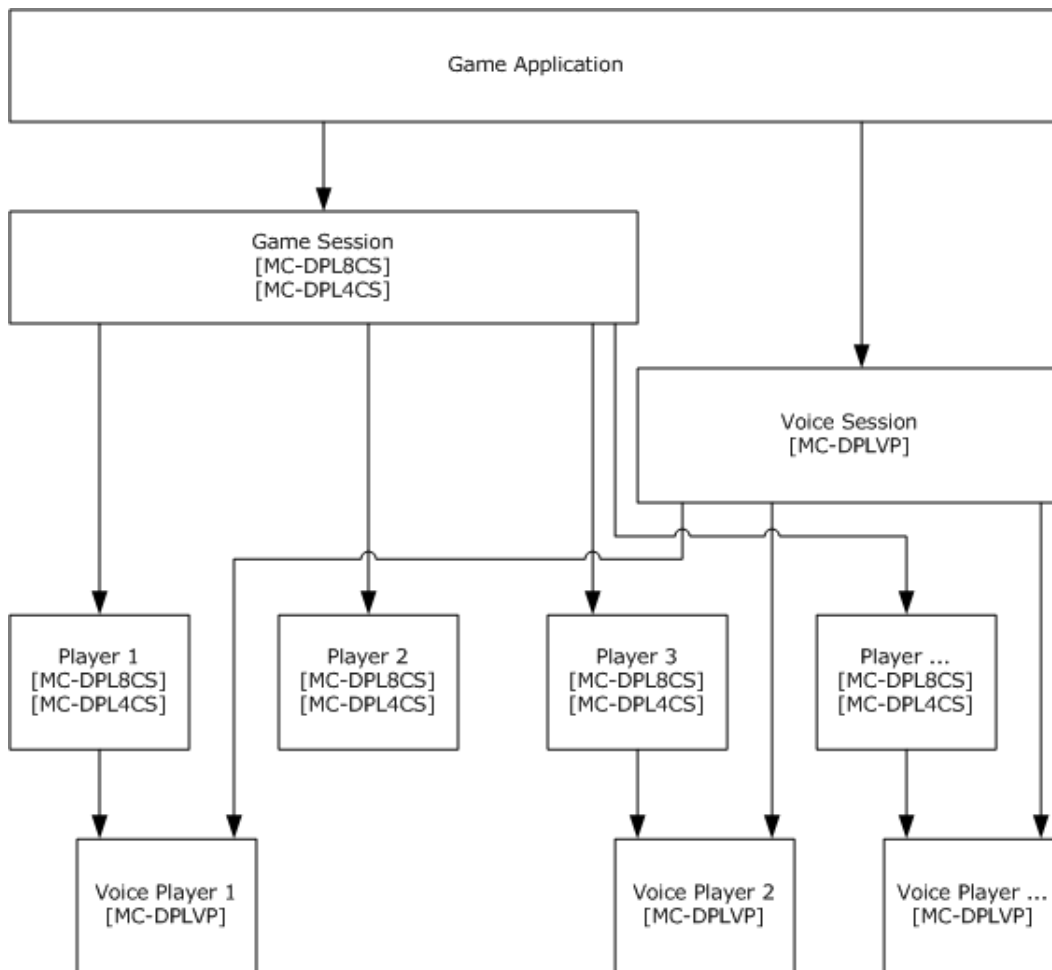 Game Application
Game Session
[MC-DPL8CS]
[MC-DPL4CS]
Voice Session
[MC-DPLVP]
Player 1
[MC-DPL8CS]
[MC-DPL4CS]
Player 2
[MC-DPL8CS]
[MC-DPL4CS]
Player 3
[MC-DPL8CS]
[MC-DPL4CS]
Player ...
[MC-DPL8CS]
[MC-DPL4CS]
Voice Player 1
[MC-DPLVP]
Voice Player 2
[MC-DPLVP]
Voice Player ...
[MC-DPLVP]